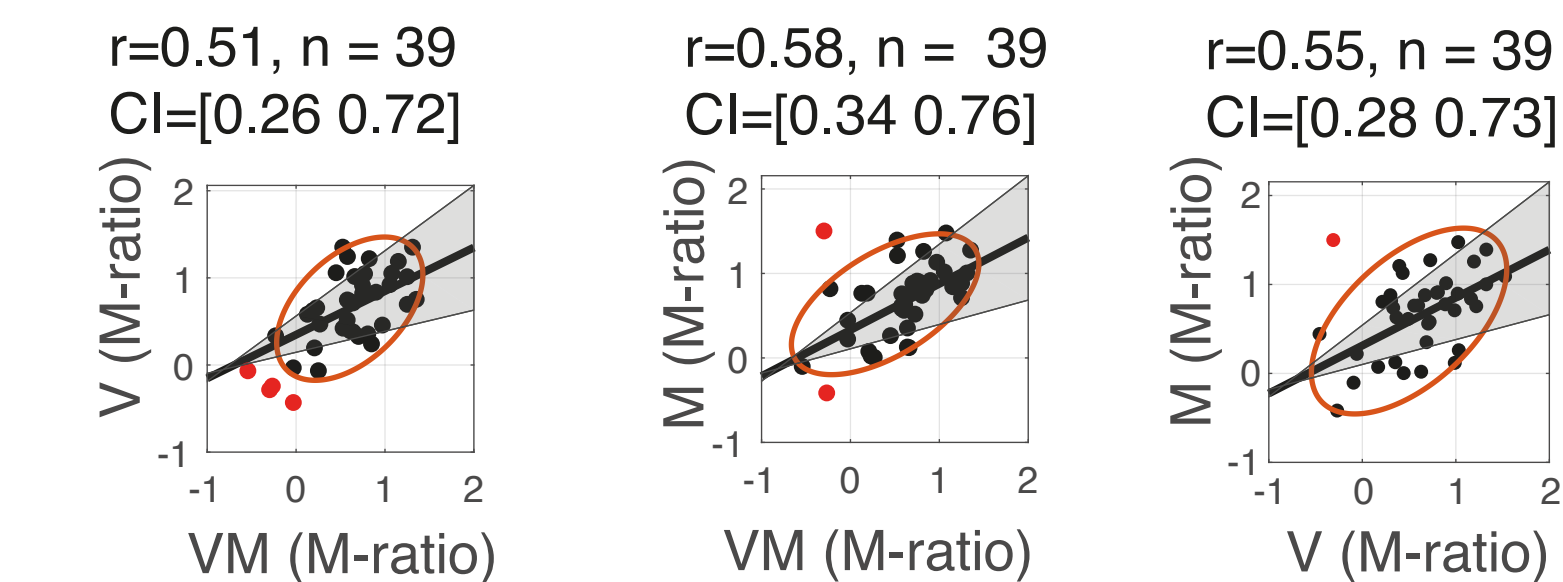 r=0.51, n = 39
CI=[0.26 0.72]
V (M-ratio)
2
1
0
-1
-1 0 1 2
VM (M-ratio)
r=0.58, n = 39
CI=[0.34 0.76]
M (M-ratio)
2
1
0
-1
-1 0 1 2
VM (M-ratio)
r=0.55, n = 39
CI=[0.28 0.73]
M (M-ratio)
2
1
0
-1
-1 0 1 2
V (M-ratio)